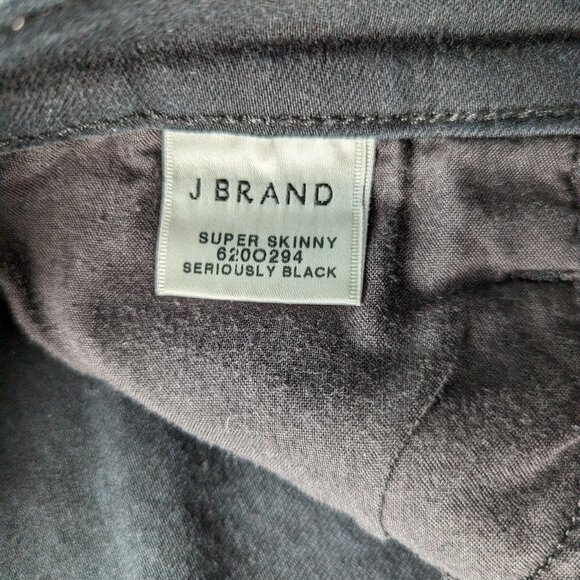 J BRAND
SUPER SKINNY
620O294
SERIOUSLY BLACK